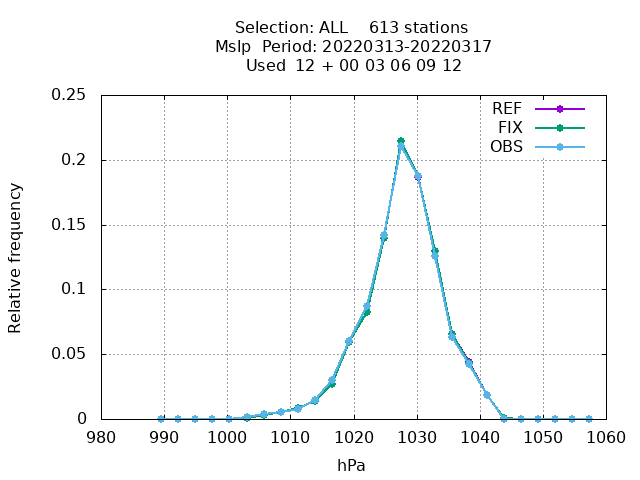 Selection: ALL    613 stations
Mslp  Period: 20220313-20220317
Used  12 + 00 03 06 09 12
REF
FIX
OBS
0.25
0.2
0.15
0.1
0.05
0
Relative frequency
980 990 1000 1010 1020 1030 1040 1050 1060
hPa